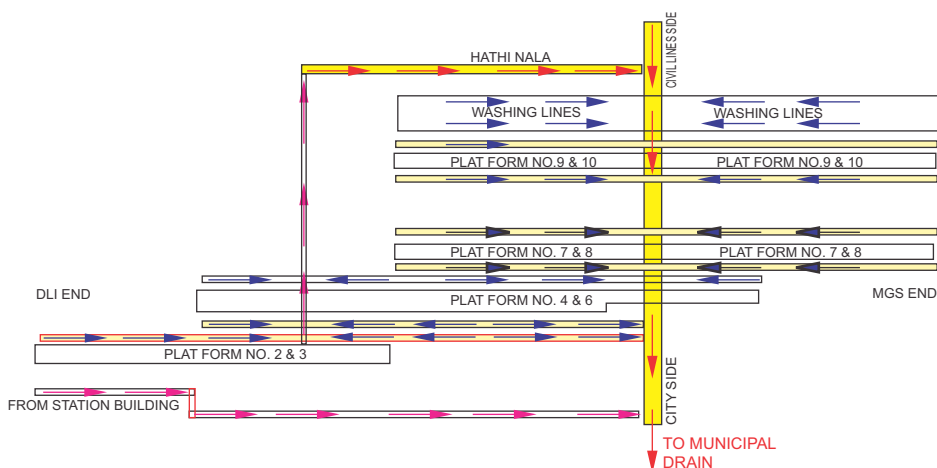 HATHI NALA
CIVIL LINES SIDE
WASHING LINES
WASHING LINES
PLAT FORM NO.9 & 10
PLAT FORM NO.9 & 10
PLAT FORM NO. 7 & 8
PLAT FORM NO. 7 & 8
DLI END
PLAT FORM NO. 4 & 6
MGS END
PLAT FORM NO. 2 & 3
FROM STATION BUILDING
CITY SIDE
TO MUNICIPAL
DRAIN